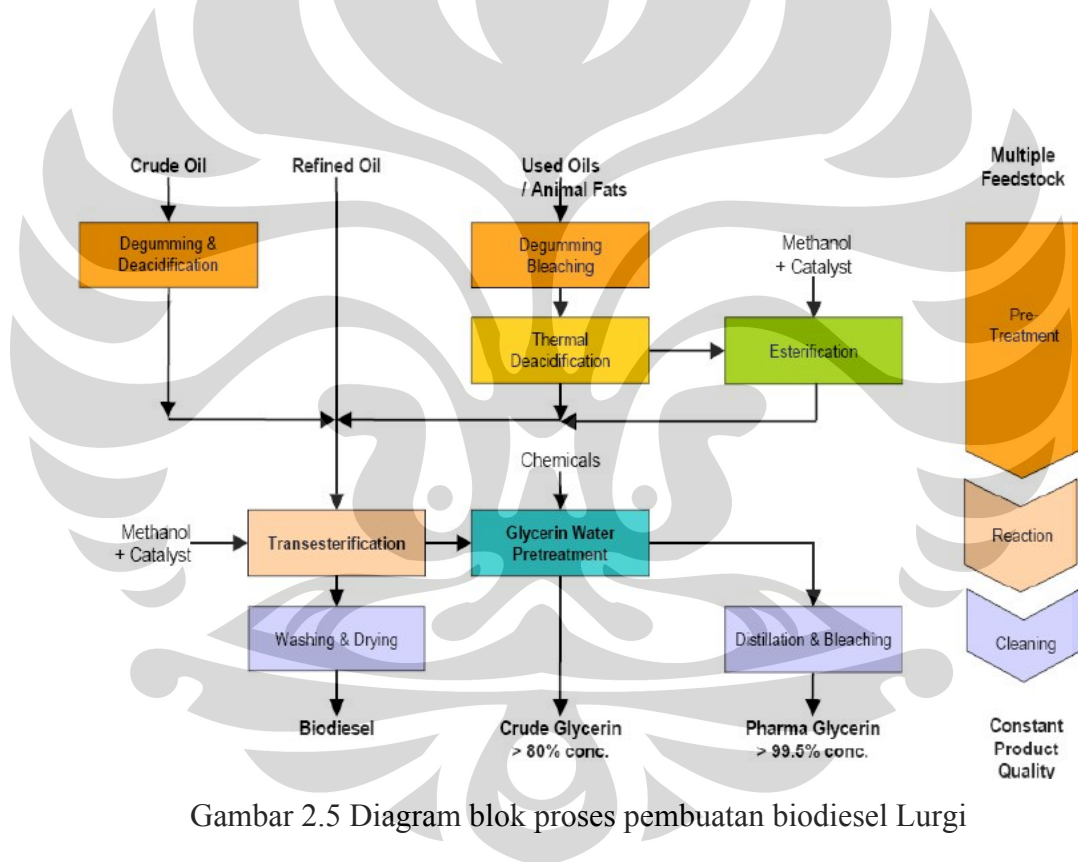 Crude Oil
Refined Oil
Used Oils
/ Animal Fats
Multiple
Feedstock
Degumming &
Deacidification
Degumming
Bleaching
Methanol
+ Catalyst
Pre-
Treatment
Thermal
Deacidification
Esterification
Chemicals
Methanol
+ Catalyst
Transesterification
Glycerin Water
Pretreatment
Reaction
Washing & Drying
Distillation & Bleaching
Cleaning
Biodiesel
Crude Glycerin
> 80% conc.
Pharma Glycerin
> 99.5% conc.
Constant
Product
Quality
Gambar 2.5 Diagram blok proses pembuatan biodiesel Lurgi